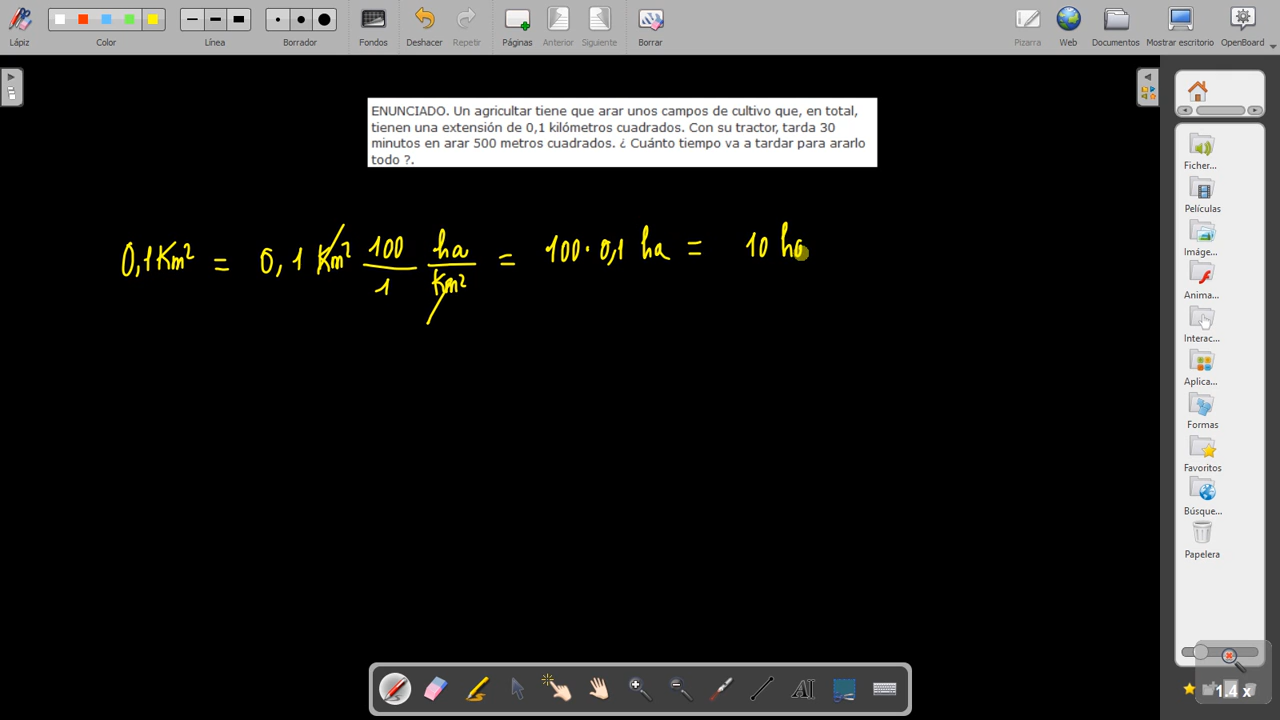 Lápiz Color Línea Borrador Fondos Deshacer Repetir Páginas Anterior Siguiente Borrar Pizarra Web Documentos Mostrar escritorio OpenBoard
ENUNCIADO. Un agricultar tiene que arar unos campos de cultivo que, en total,
tienen una extensión de 0,1 kilómetros cuadrados. Con su tractor, tarda 30
minutos en arar 500 metros cuadrados. ¿ Cuánto tiempo va a tardar para ararlo
todo ?.
0,1 Km² = 0,1 Km² 100/1 ha/Km² = 100 · 0,1 ha = 10 ha
Ficher...
Películas
Image...
Anima...
Interac...
Aplica...
Formas
Favoritos
Búsque...
Papelera
AI
1.4 x